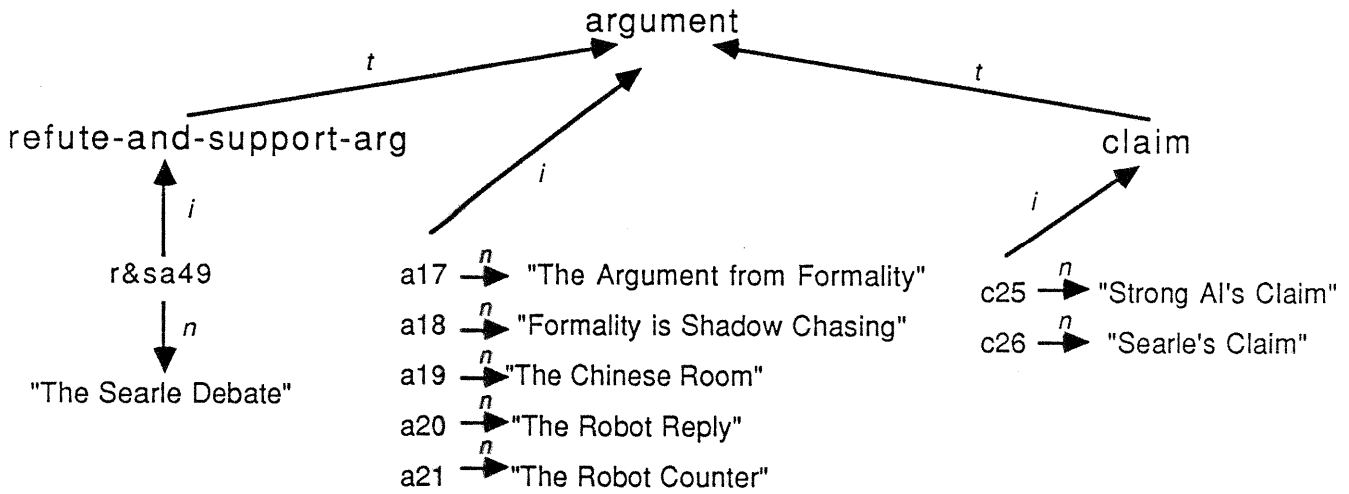 argument
t
t
refute-and-support-arg
claim
i
i
i
r&sa49
n
"The Searle Debate"
a17 n "The Argument from Formality"
a18 n "Formality is Shadow Chasing"
a19 n "The Chinese Room"
a20 n "The Robot Reply"
a21 n "The Robot Counter"
c25 n "Strong AI's Claim"
c26 n "Searle's Claim"